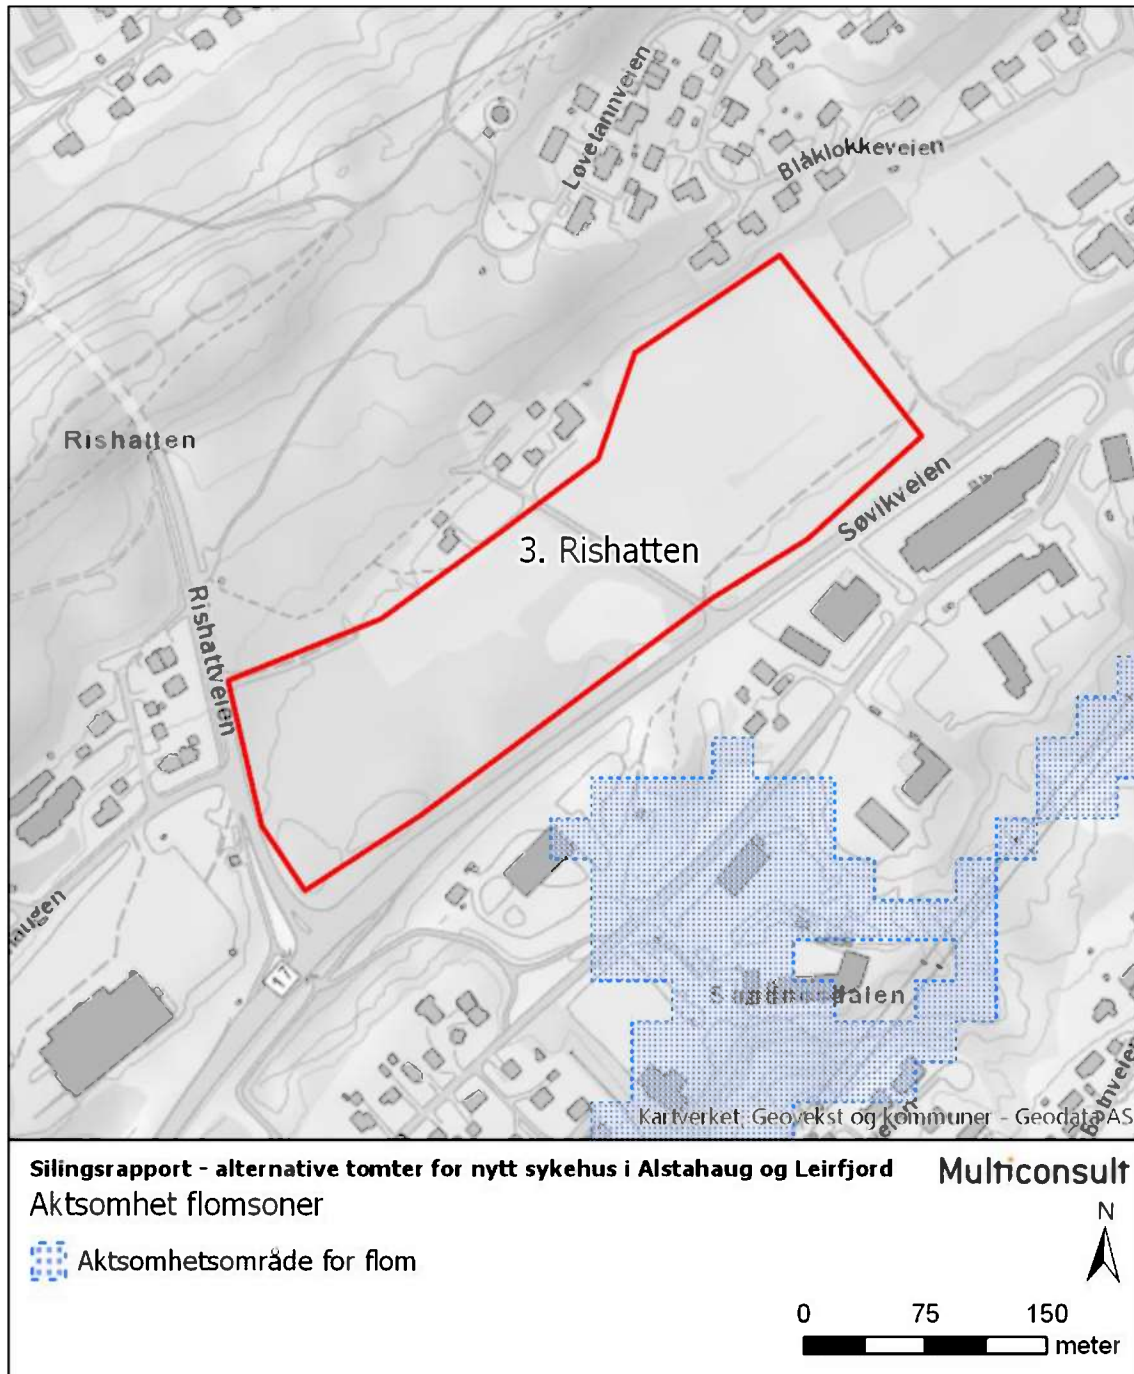 Løvetannveien
Blåklokkeveien
Rishatten
Søvikveien
3. Rishatten
Rishattveien
17
Kartverket, Geovekst og kommuner - Geodata AS
Silingsrapport - alternative tomter for nytt sykehus i Alstahaug og Leirfjord
Multiconsult
Aktsomhet flomsoner
N
Aktsomhetsområde for flom
0 75 150
meter